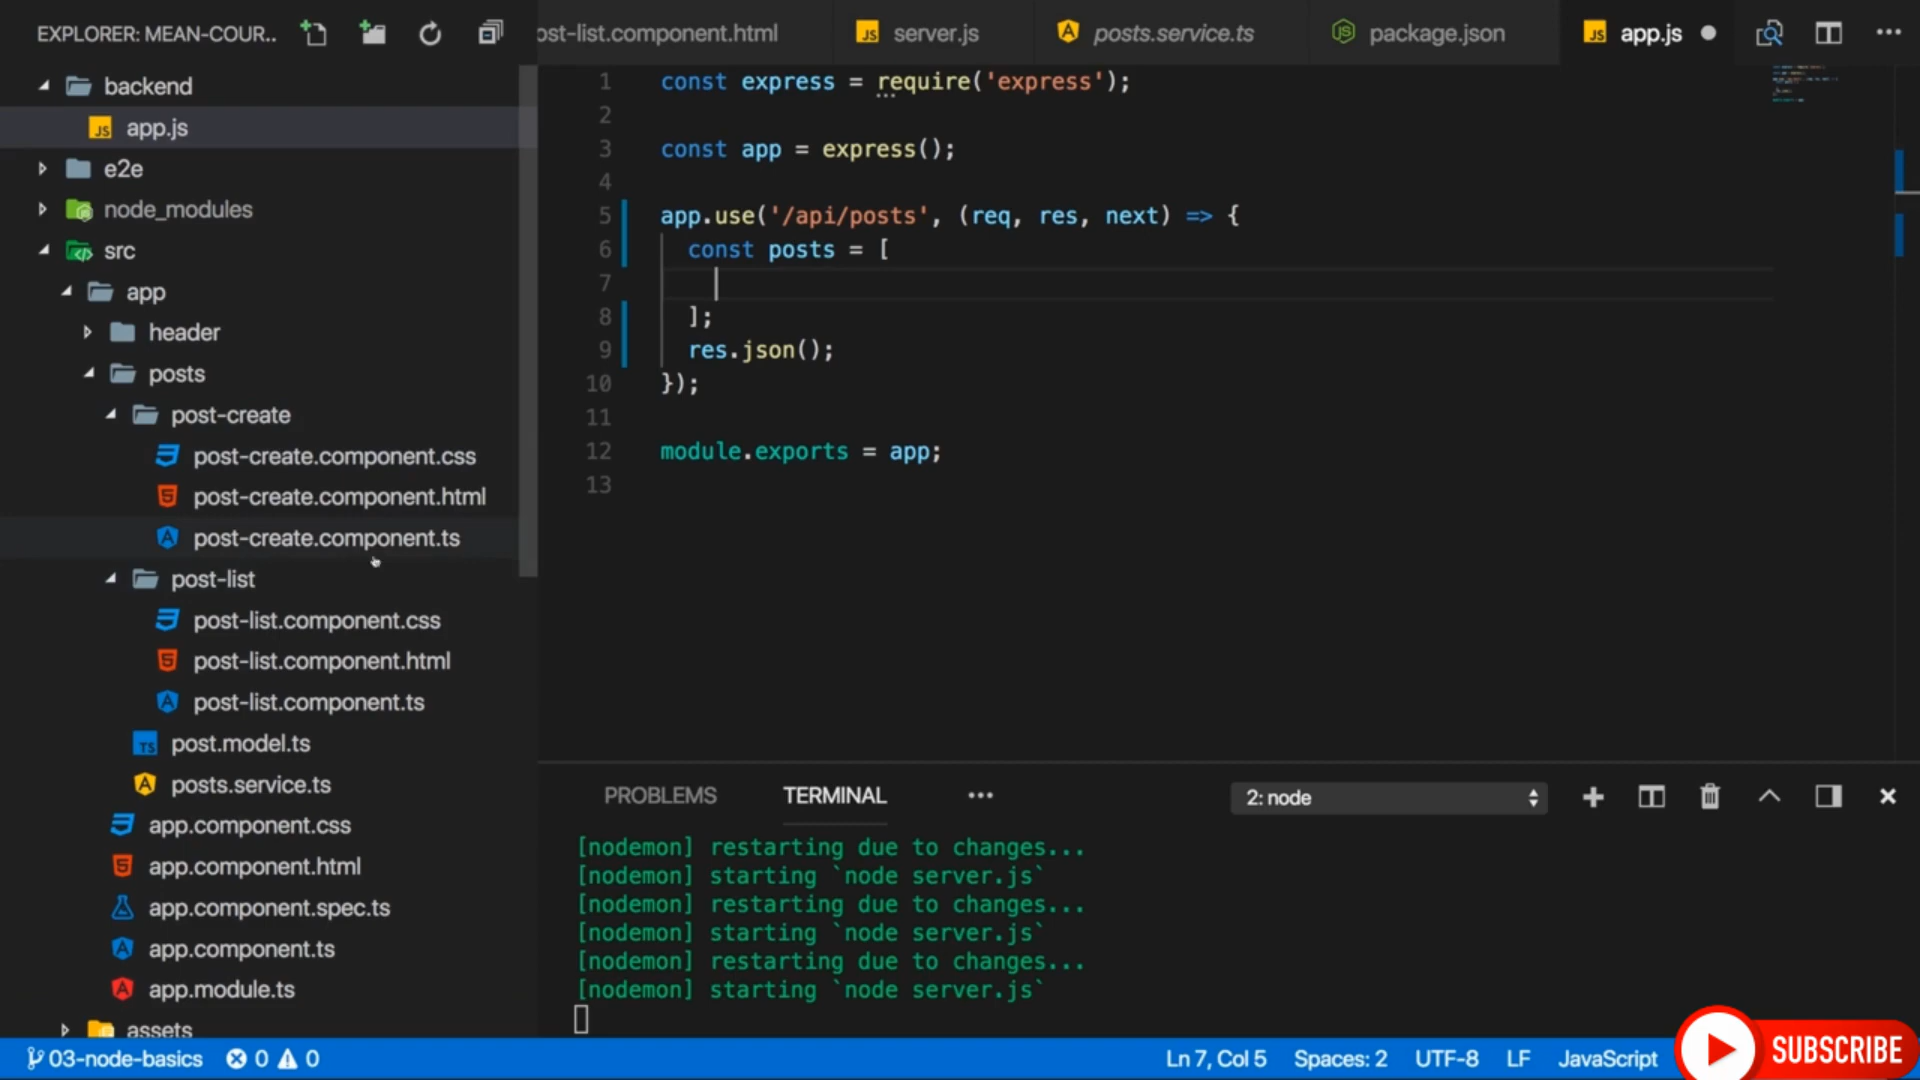 EXPLORER: MEAN-COUR...
backend
app.js
e2e
node_modules
src
app
header
posts
post-create
post-create.component.css
post-create.component.html
post-create.component.ts
post-list
post-list.component.css
post-list.component.html
post-list.component.ts
post.model.ts
posts.service.ts
app.component.css
app.component.html
app.component.spec.ts
app.component.ts
app.module.ts
assets
ost-list.component.html
JS server.js
posts.service.ts
package.json
JS app.js
1 const express = require('express');
2
3 const app = express();
4
5 app.use('/api/posts', (req, res, next) => {
6 const posts = [
7
8 ];
9 res.json();
10 });
11
12 module.exports = app;
13
PROBLEMS TERMINAL ... 2: node
[nodemon] restarting due to changes...
[nodemon] starting `node server.js`
[nodemon] restarting due to changes...
[nodemon] starting `node server.js`
[nodemon] restarting due to changes...
[nodemon] starting `node server.js`
03-node-basics 0 0 Ln 7, Col 5 Spaces: 2 UTF-8 LF JavaScript
SUBSCRIBE